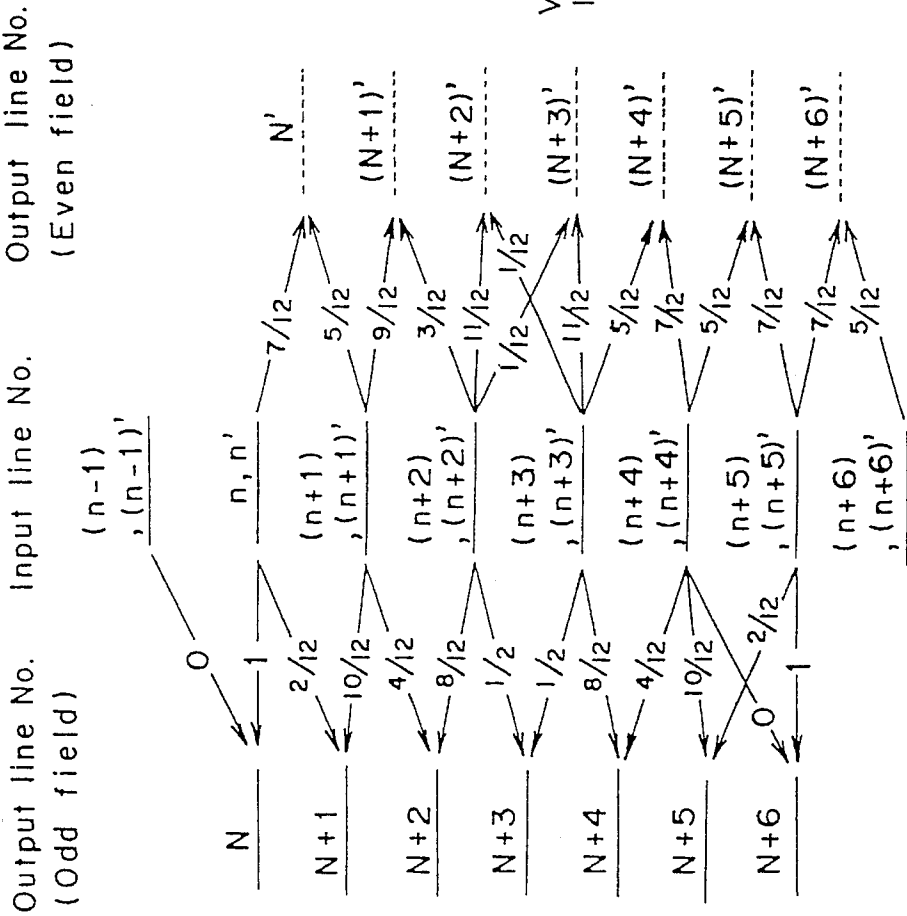 Output line No.
(Odd field)
Input line No.
Output line No.
(Even field)
(n-1)
,(n-1)'
0
N
1
n,n'
7/12
N'
2/12
5/12
N+1
10/12
(n+1)
,(n+1)'
9/12
(N+1)'
4/12
3/12
N+2
8/12
(n+2)
,(n+2)'
11/12
(N+2)'
1/2
1/12
1/12
N+3
1/2
(n+3)
,(n+3)'
11/12
(N+3)'
8/12
5/12
N+4
4/12
(n+4)
,(n+4)'
7/12
(N+4)'
10/12
5/12
N+5
2/12
(n+5)
,(n+5)'
7/12
(N+5)'
0
7/12
N+6
1
(n+6)
,(n+6)'
5/12
(N+6)'
V